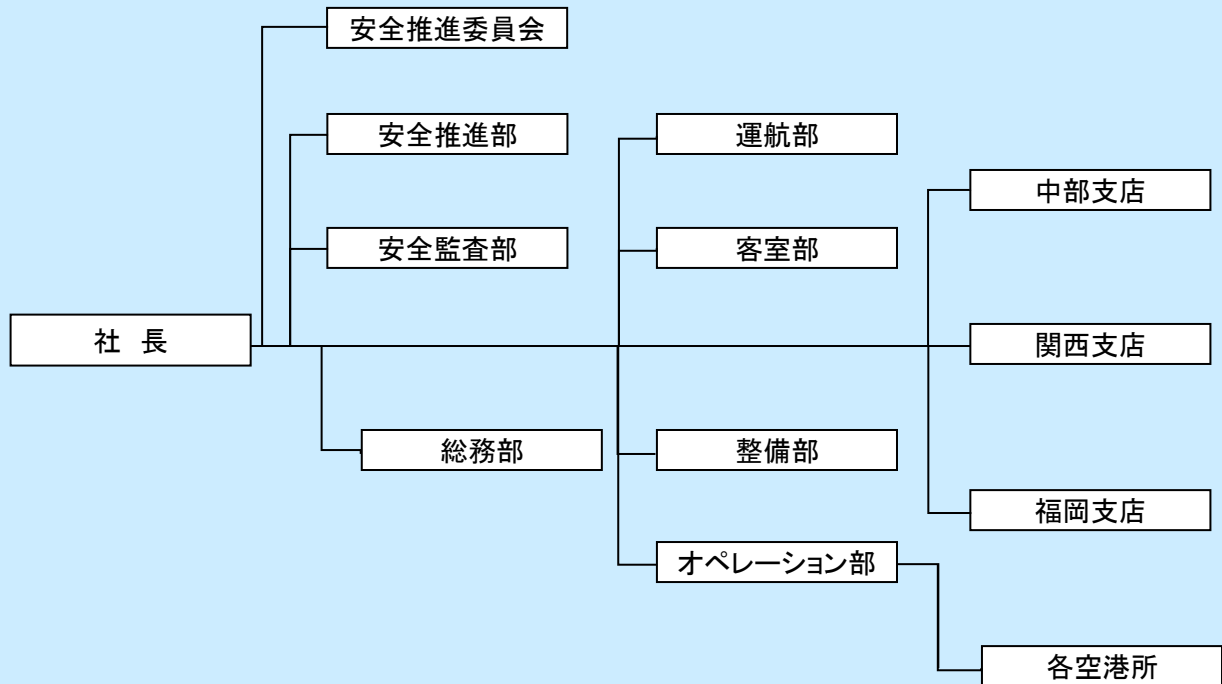 安全推進委員会
安全推進部
運航部
中部支店
安全監査部
客室部
社 長
関西支店
総務部
整備部
福岡支店
オペレーション部
各空港所